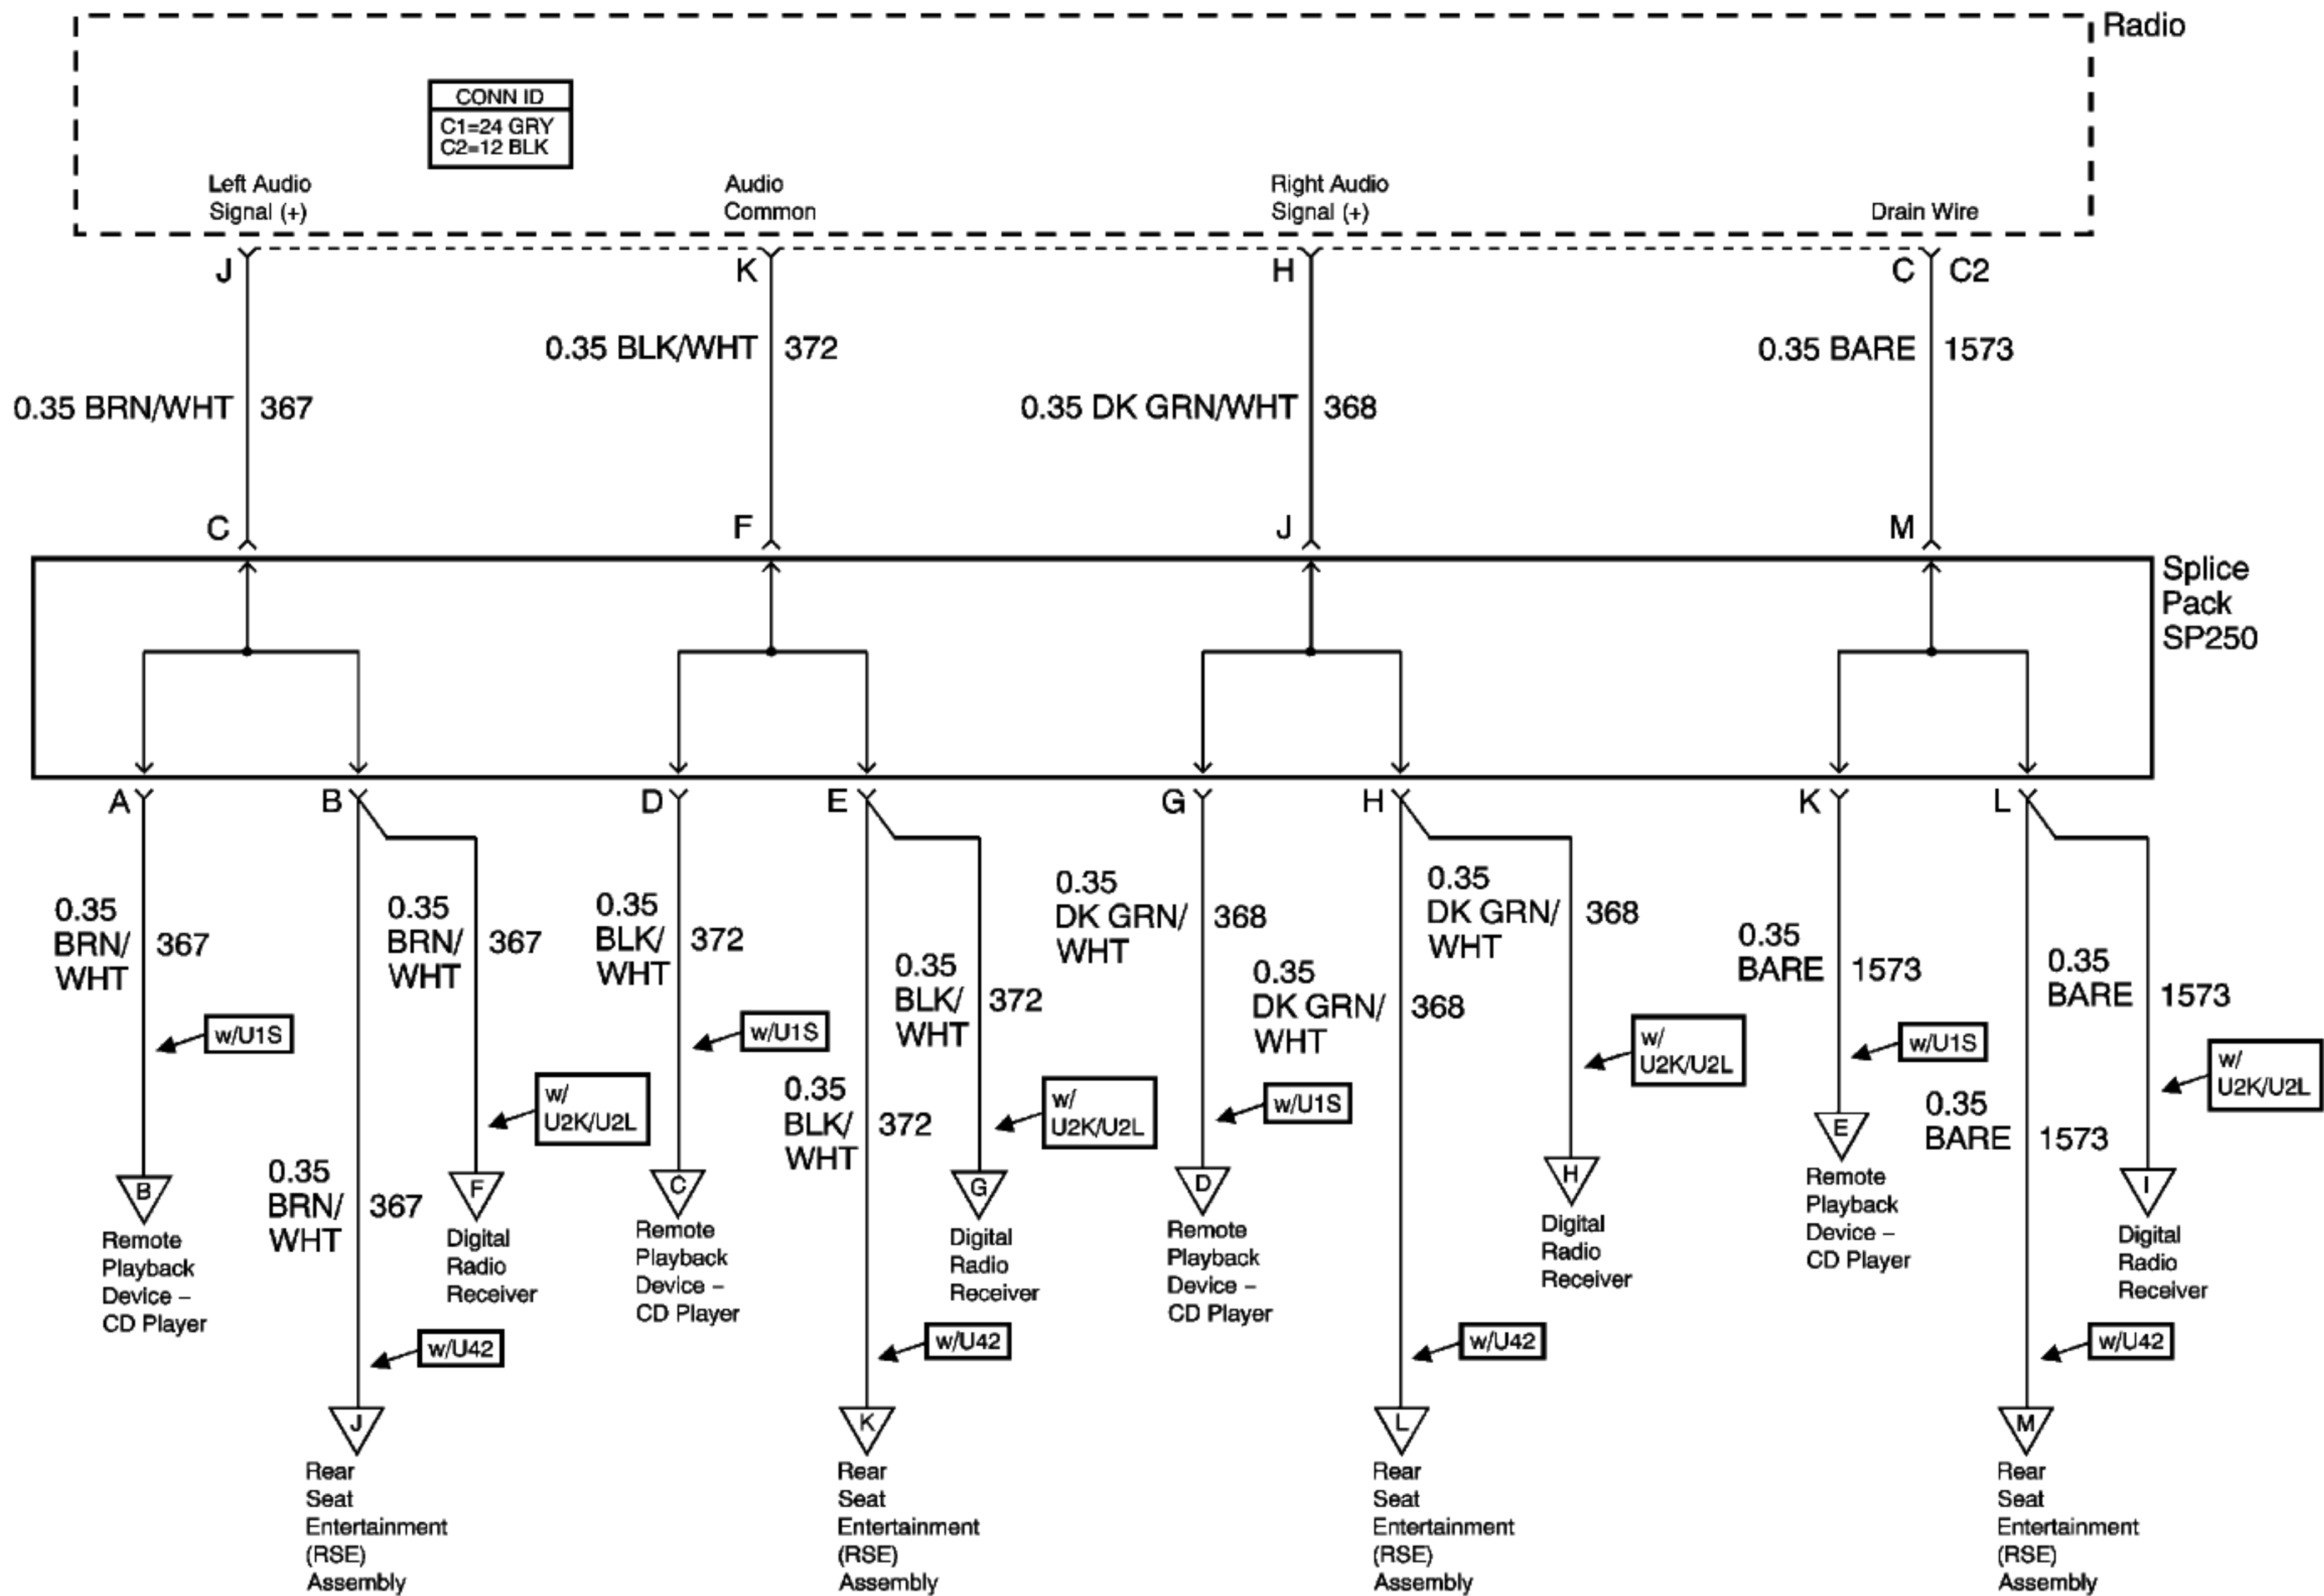 Radio
CONN ID
C1=24 GRY
C2=12 BLK
Left Audio
Signal (+)
Audio
Common
Right Audio
Signal (+)
Drain Wire
J
K
H
C
C2
0.35 BRN/WHT
367
0.35 BLK/WHT
372
0.35 DK GRN/WHT
368
0.35 BARE
1573
C
F
J
M
Splice
Pack
SP250
A
B
D
E
G
H
K
L
0.35
BRN/
WHT
367
w/U1S
B
Remote
Playback
Device –
CD Player
0.35
BRN/
WHT
367
w/U42
J
Rear
Seat
Entertainment
(RSE)
Assembly
0.35
BRN/
WHT
367
w/
U2K/U2L
F
Digital
Radio
Receiver
0.35
BLK/
WHT
372
w/U1S
C
Remote
Playback
Device –
CD Player
0.35
BLK/
WHT
372
w/U42
K
Rear
Seat
Entertainment
(RSE)
Assembly
0.35
BLK/
WHT
372
w/
U2K/U2L
G
Digital
Radio
Receiver
0.35
DK GRN/
WHT
368
w/U1S
D
Remote
Playback
Device –
CD Player
0.35
DK GRN/
WHT
368
w/U42
L
Rear
Seat
Entertainment
(RSE)
Assembly
0.35
DK GRN/
WHT
368
w/
U2K/U2L
H
Digital
Radio
Receiver
0.35
BARE
1573
w/U1S
E
Remote
Playback
Device –
CD Player
0.35
BARE
1573
w/U42
M
Rear
Seat
Entertainment
(RSE)
Assembly
0.35
BARE
1573
w/
U2K/U2L
I
Digital
Radio
Receiver